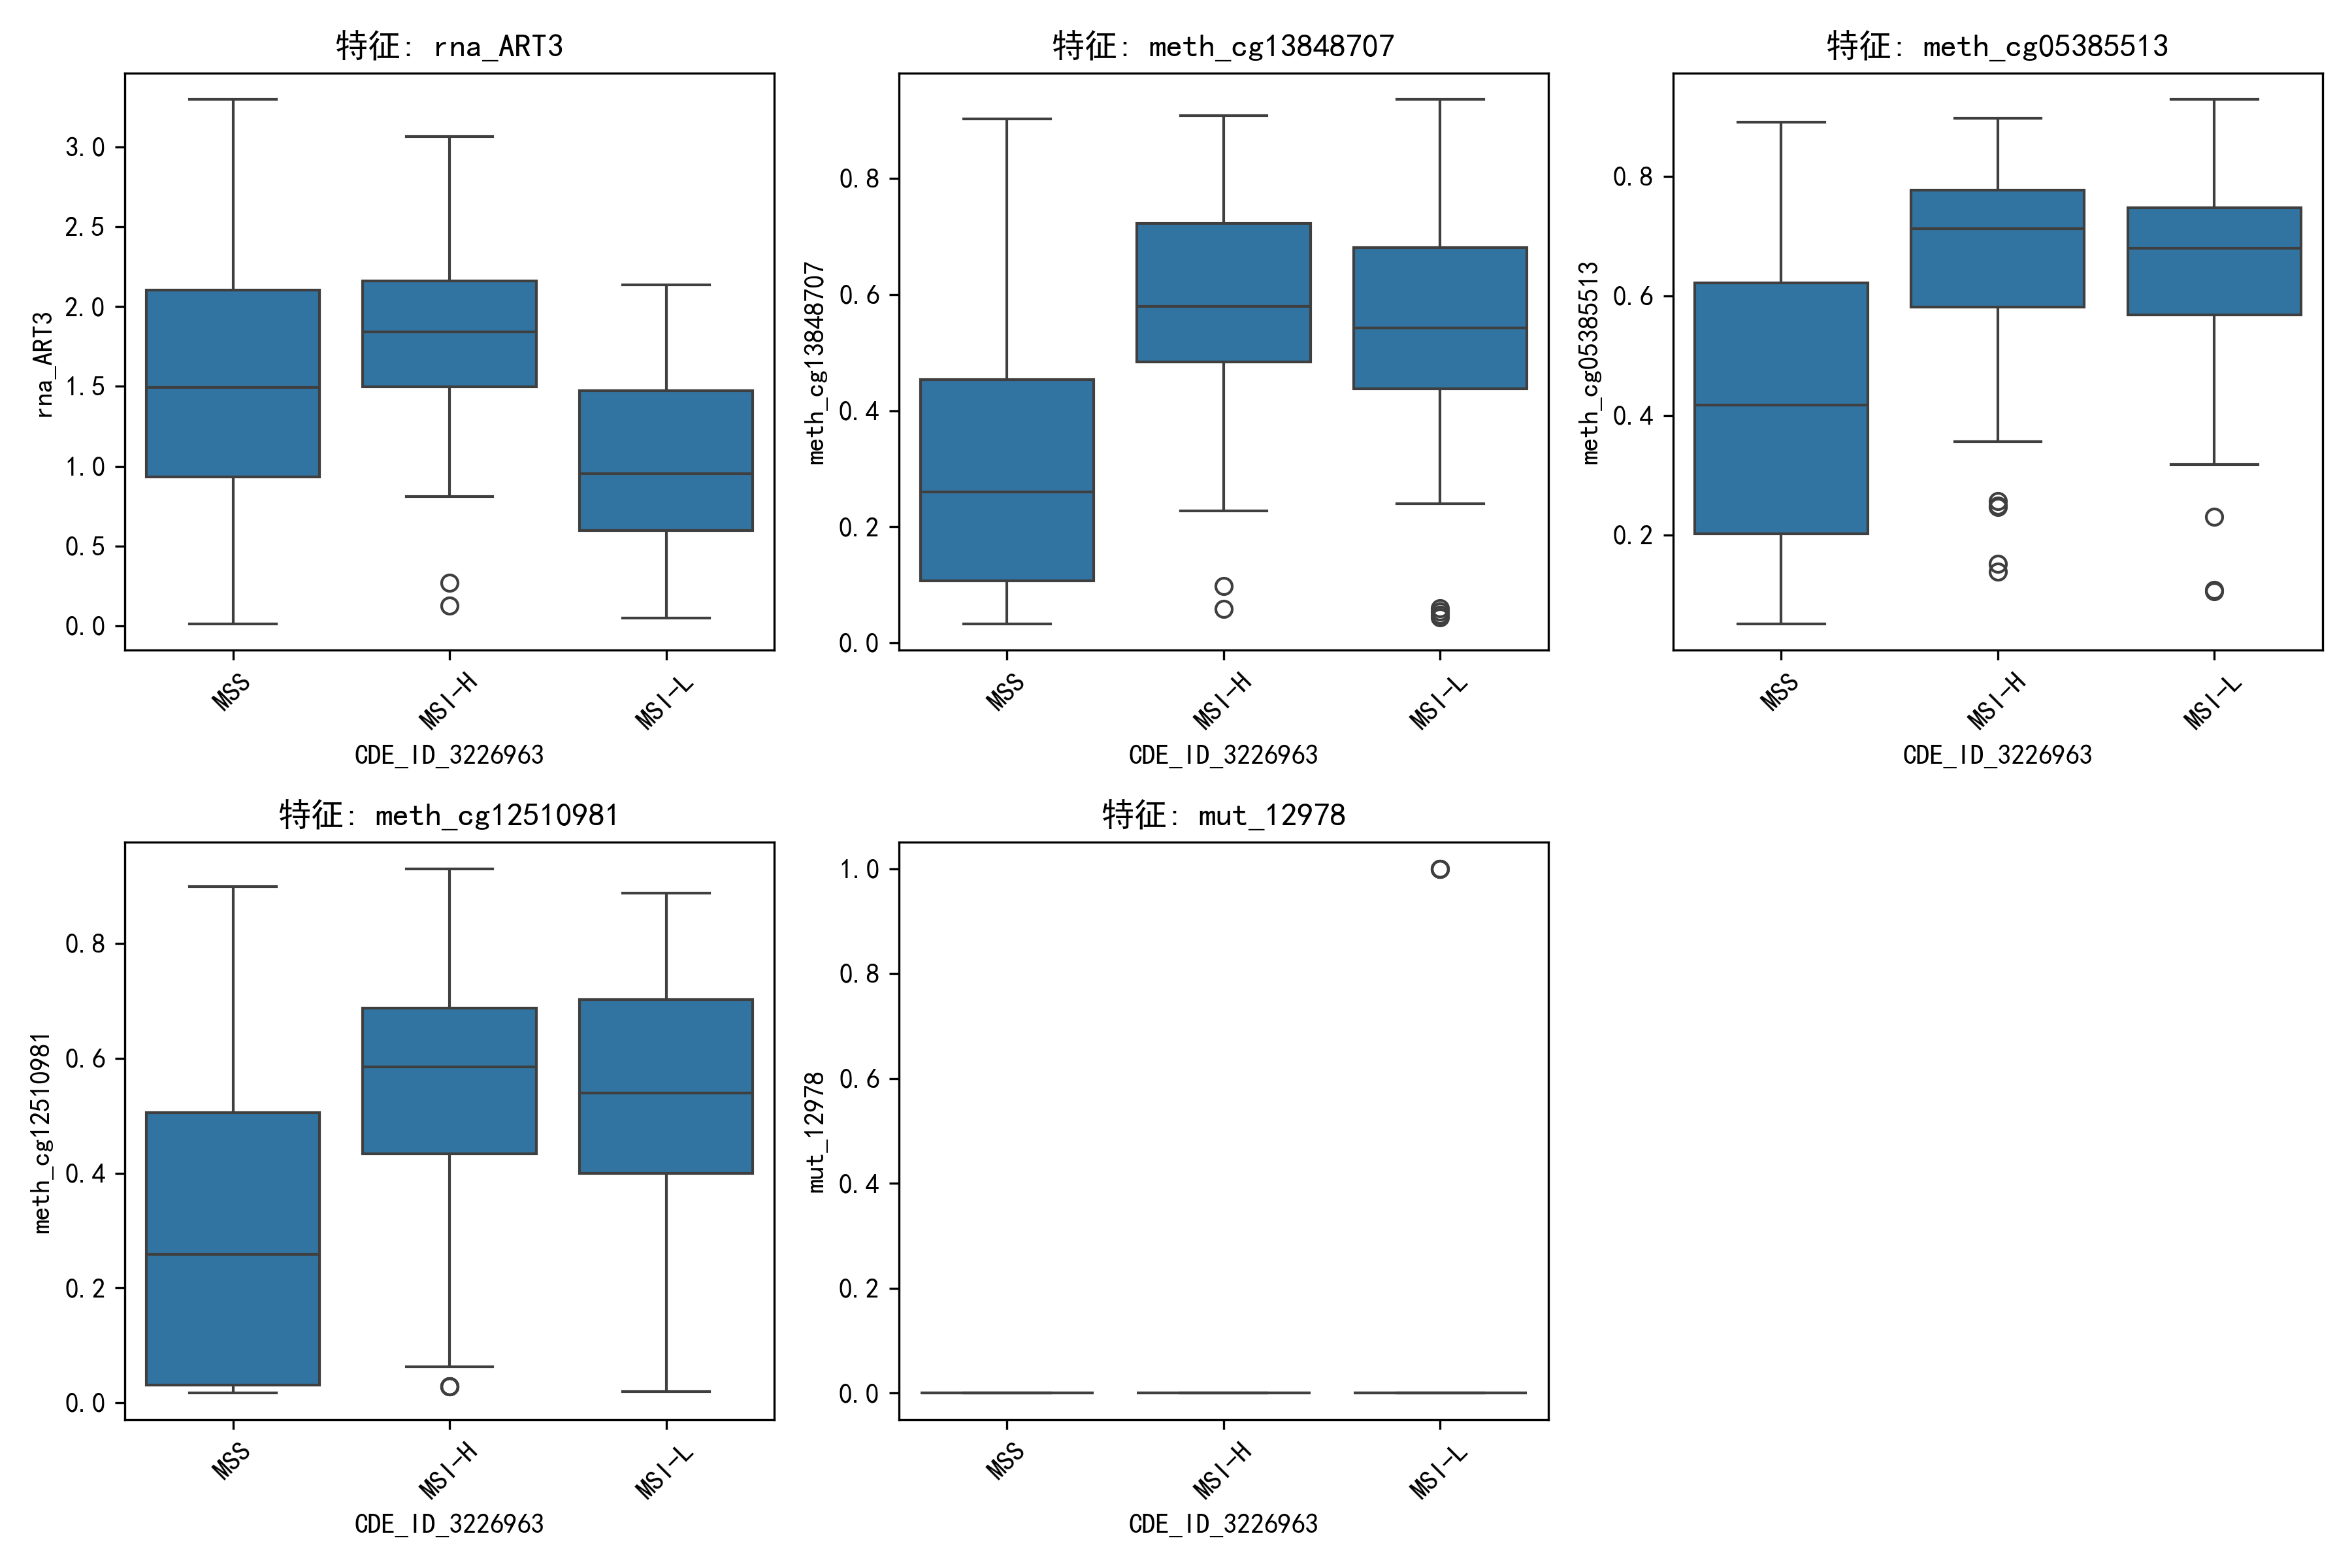 特征: rna_ART3
rna_ART3
3.0
2.5
2.0
1.5
1.0
0.5
0.0
MSS
MSI-H
MSI-L
CDE_ID_3226963
特征: meth_cg13848707
meth_cg13848707
0.8
0.6
0.4
0.2
0.0
MSS
MSI-H
MSI-L
CDE_ID_3226963
特征: meth_cg05385513
meth_cg05385513
0.8
0.6
0.4
0.2
MSS
MSI-H
MSI-L
CDE_ID_3226963
特征: meth_cg12510981
meth_cg12510981
0.8
0.6
0.4
0.2
0.0
MSS
MSI-H
MSI-L
CDE_ID_3226963
特征: mut_12978
mut_12978
1.0
0.8
0.6
0.4
0.2
0.0
MSS
MSI-H
MSI-L
CDE_ID_3226963